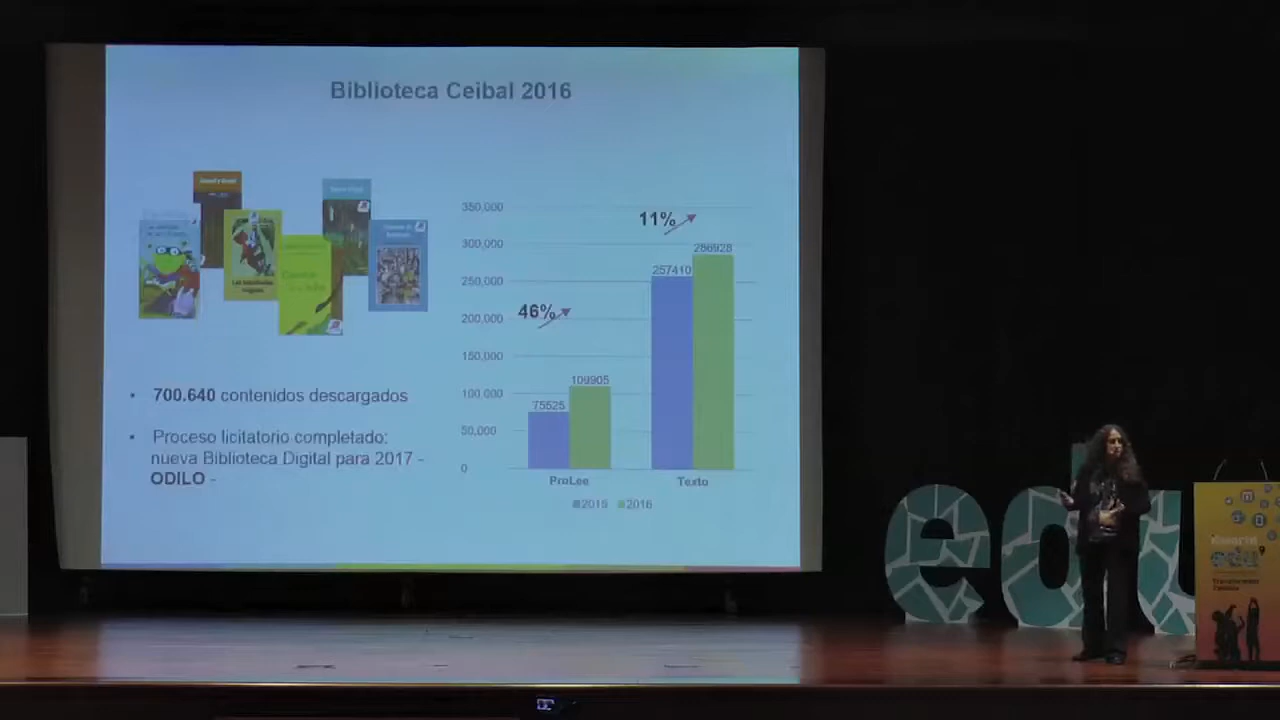 Biblioteca Ceibal 2016
350,000
300,000
250,000
200,000
150,000
100,000
50,000
0
46%
11%
75525
109905
257410
286928
ProLee
Texto
2015
2016
• 700.640 contenidos descargados
• Proceso licitatorio completado:
nueva Biblioteca Digital para 2017 -
ODILO -
edu
edu